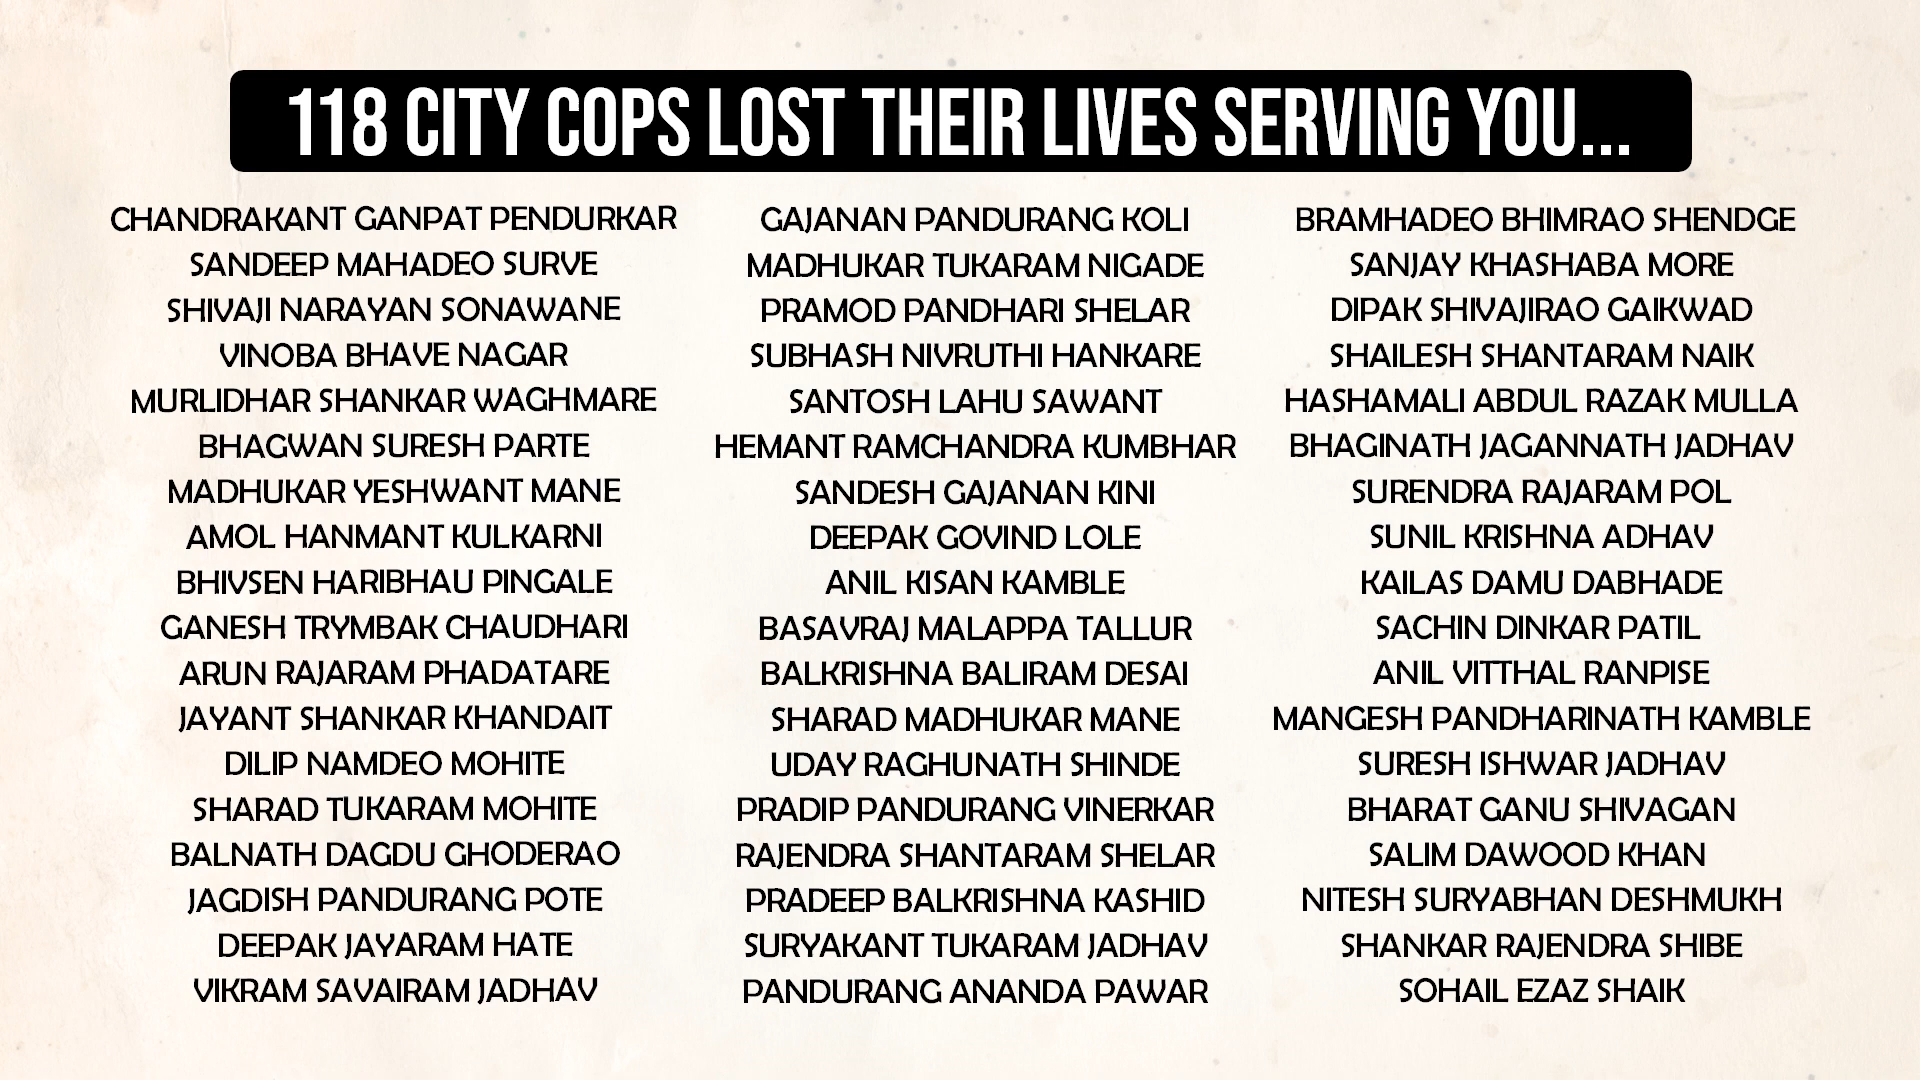 118 CITY COPS LOST THEIR LIVES SERVING YOU...
CHANDRAKANT GANPAT PENDURKAR
SANDEEP MAHADEO SURVE
SHIVAJI NARAYAN SONAWANE
VINOBA BHAVE NAGAR
MURLIDHAR SHANKAR WAGHMARE
BHAGWAN SURESH PARTE
MADHUKAR YESHWANT MANE
AMOL HANMANT KULKARNI
BHIVSEN HARIBHAU PINGALE
GANESH TRYMBAK CHAUDHARI
ARUN RAJARAM PHADATARE
JAYANT SHANKAR KHANDAIT
DILIP NAMDEO MOHITE
SHARAD TUKARAM MOHITE
BALNATH DAGDU GHODERAO
JAGDISH PANDURANG POTE
DEEPAK JAYARAM HATE
VIKRAM SAVAIRAM JADHAV
GAJANAN PANDURANG KOLI
MADHUKAR TUKARAM NIGADE
PRAMOD PANDHARI SHELAR
SUBHASH NIVRUTHI HANKARE
SANTOSH LAHU SAWANT
HEMANT RAMCHANDRA KUMBHAR
SANDESH GAJANAN KINI
DEEPAK GOVIND LOLE
ANIL KISAN KAMBLE
BASAVRAJ MALAPPA TALLUR
BALKRISHNA BALIRAM DESAI
SHARAD MADHUKAR MANE
UDAY RAGHUNATH SHINDE
PRADIP PANDURANG VINERKAR
RAJENDRA SHANTARAM SHELAR
PRADEEP BALKRISHNA KASHID
SURYAKANT TUKARAM JADHAV
PANDURANG ANANDA PAWAR
BRAMHADEO BHIMRAO SHENDGE
SANJAY KHASHABA MORE
DIPAK SHIVAJIRAO GAIKWAD
SHAILESH SHANTARAM NAIK
HASHAMALI ABDUL RAZAK MULLA
BHAGINATH JAGANNATH JADHAV
SURENDRA RAJARAM POL
SUNIL KRISHNA ADHAV
KAILAS DAMU DABHADE
SACHIN DINKAR PATIL
ANIL VITTHAL RANPISE
MANGESH PANDHARINATH KAMBLE
SURESH ISHWAR JADHAV
BHARAT GANU SHIVAGAN
SALIM DAWOOD KHAN
NITESH SURYABHAN DESHMUKH
SHANKAR RAJENDRA SHIBE
SOHAIL EZAZ SHAIK